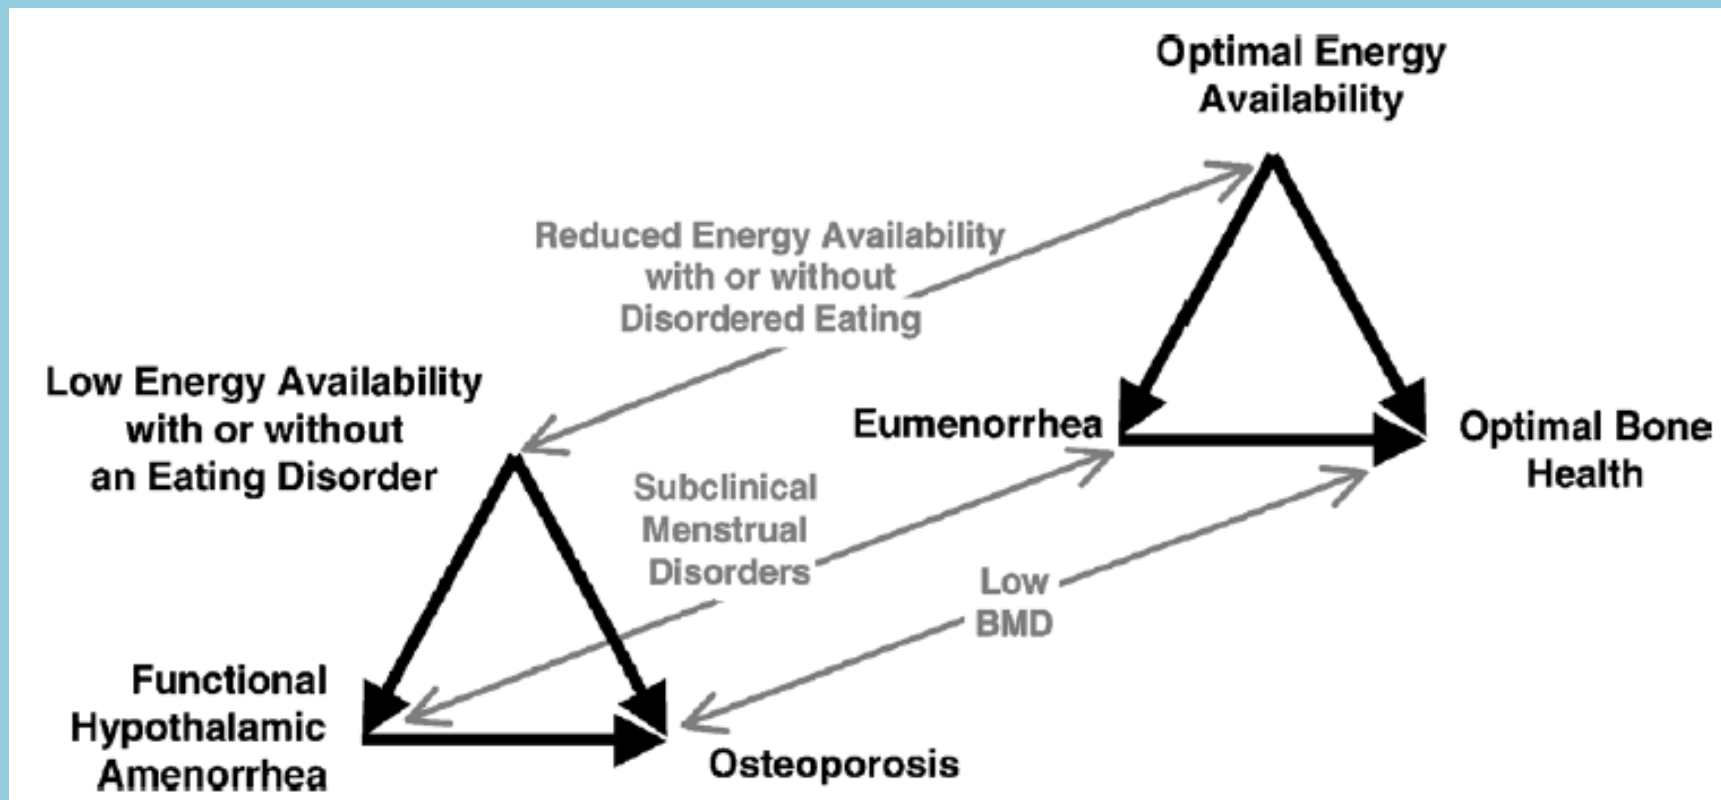 Optimal Energy
Availability
Reduced Energy Availability
with or without
Disordered Eating
Low Energy Availability
with or without
an Eating Disorder
Eumenorrhea
Optimal Bone
Health
Subclinical
Menstrual
Disorders
Low
BMD
Functional
Hypothalamic
Amenorrhea
Osteoporosis